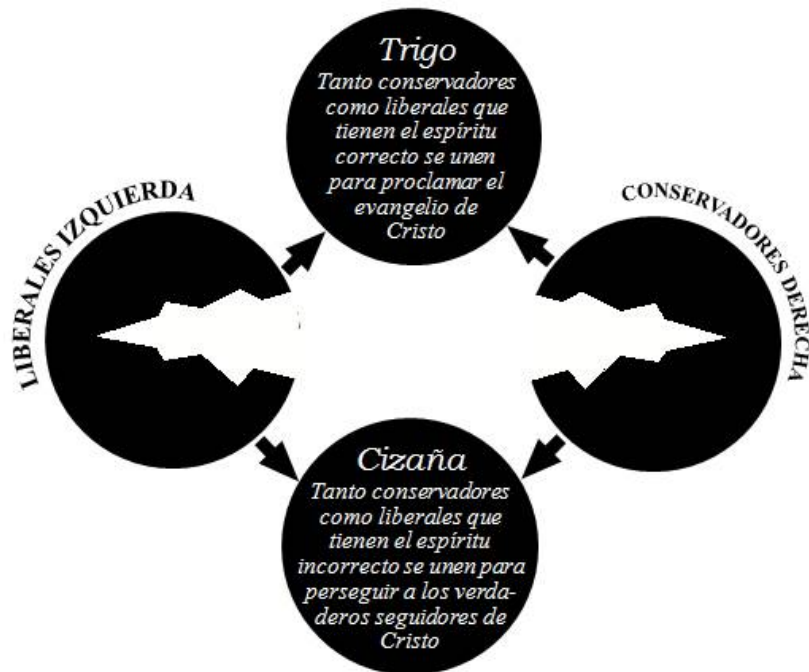 Trigo
Tanto conservadores
como liberales que
tienen el espíritu
correcto se unen
para proclamar el
evangelio de
Cristo
LIBERALES IZQUIERDA
CONSERVADORES DERECHA
Cizaña
Tanto conservadores
como liberales que
tienen el espíritu
incorrecto se unen para
perseguir a los verda-
deros seguidores de
Cristo